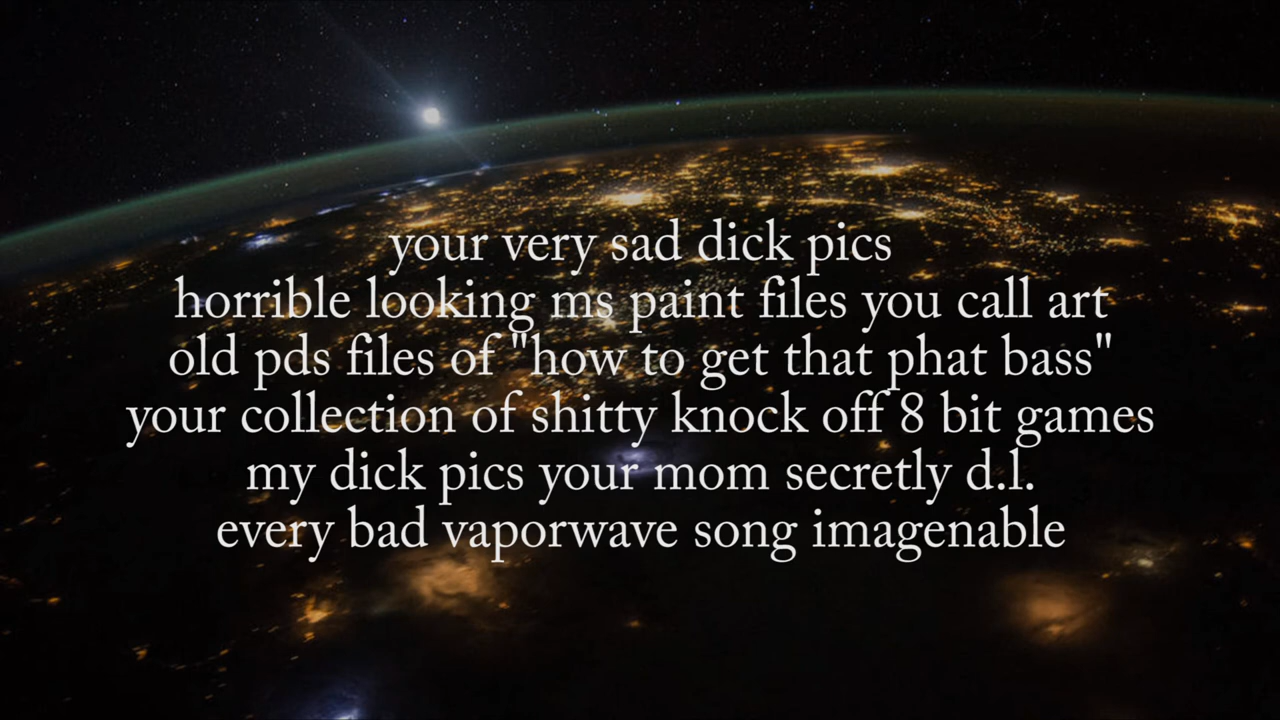 your very sad dick pics
horrible looking ms paint files you call art
old pds files of "how to get that phat bass"
your collection of shitty knock off 8 bit games
my dick pics your mom secretly d.l.
every bad vaporwave song imagenable